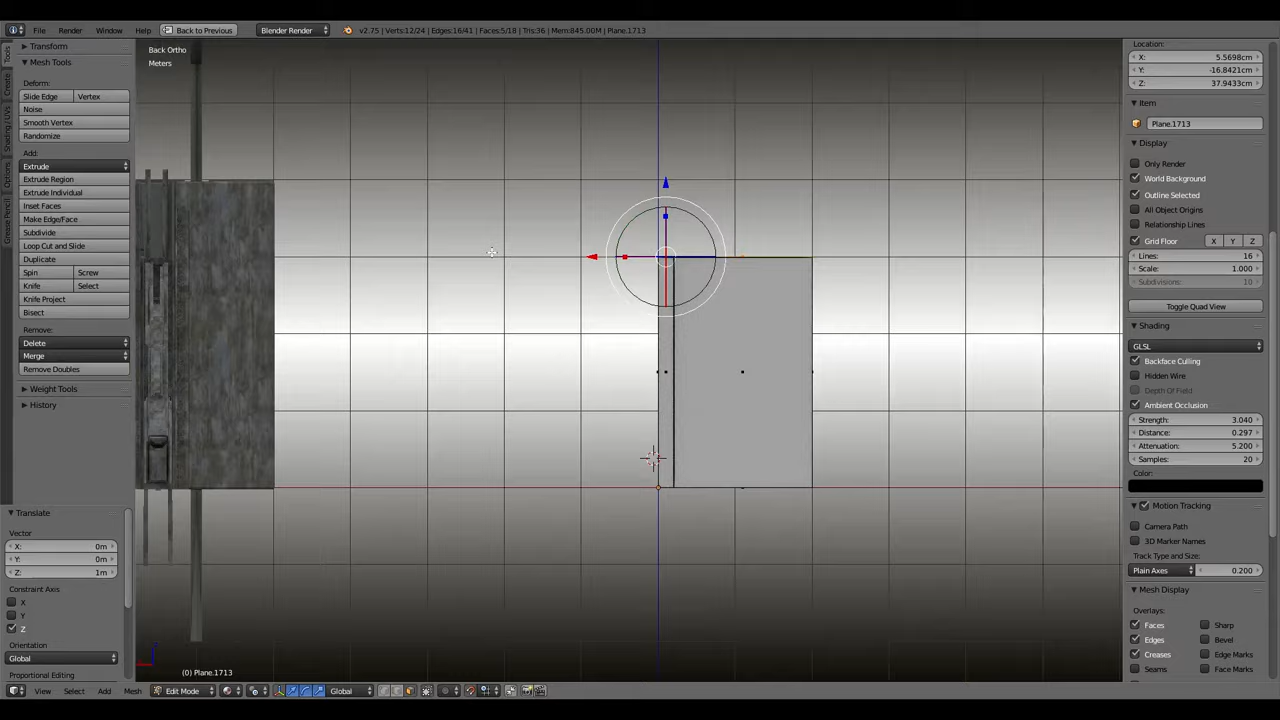 File Render Window Help Back to Previous Blender Render v2.75 | Verts:12/24 | Edges:16/41 | Faces:5/18 | Tris:36 | Mem:845.00M | Plane.1713
Tools
Create
Shading / UVs
Options
Grease Pencil
Transform
Mesh Tools
Deform:
Slide Edge Vertex
Noise
Smooth Vertex
Randomize
Add:
Extrude
Extrude Region
Extrude Individual
Inset Faces
Make Edge/Face
Subdivide
Loop Cut and Slide
Duplicate
Spin Screw
Knife Select
Knife Project
Bisect
Remove:
Delete
Merge
Remove Doubles
Weight Tools
History
Translate
Vector
X: 0m
Y: 0m
Z: 1m
Constraint Axis
X
Y
Z
Orientation
Global
Proportional Editing
Back Ortho
Meters
(0) Plane.1713
Location:
X: 5.5698cm
Y: -16.8421cm
Z: 37.9433cm
Item
Plane.1713
Display
Only Render
World Background
Outline Selected
All Object Origins
Relationship Lines
Grid Floor X Y Z
Lines: 16
Scale: 1.000
Subdivisions: 10
Toggle Quad View
Shading
GLSL
Backface Culling
Hidden Wire
Depth Of Field
Ambient Occlusion
Strength: 3.040
Distance: 0.297
Attenuation: 5.200
Samples: 20
Color:
Motion Tracking
Camera Path
3D Marker Names
Track Type and Size:
Plain Axes 0.200
Mesh Display
Overlays:
Faces Sharp
Edges Bevel
Creases Edge Marks
Seams Face Marks
View Select Add Mesh Edit Mode Global